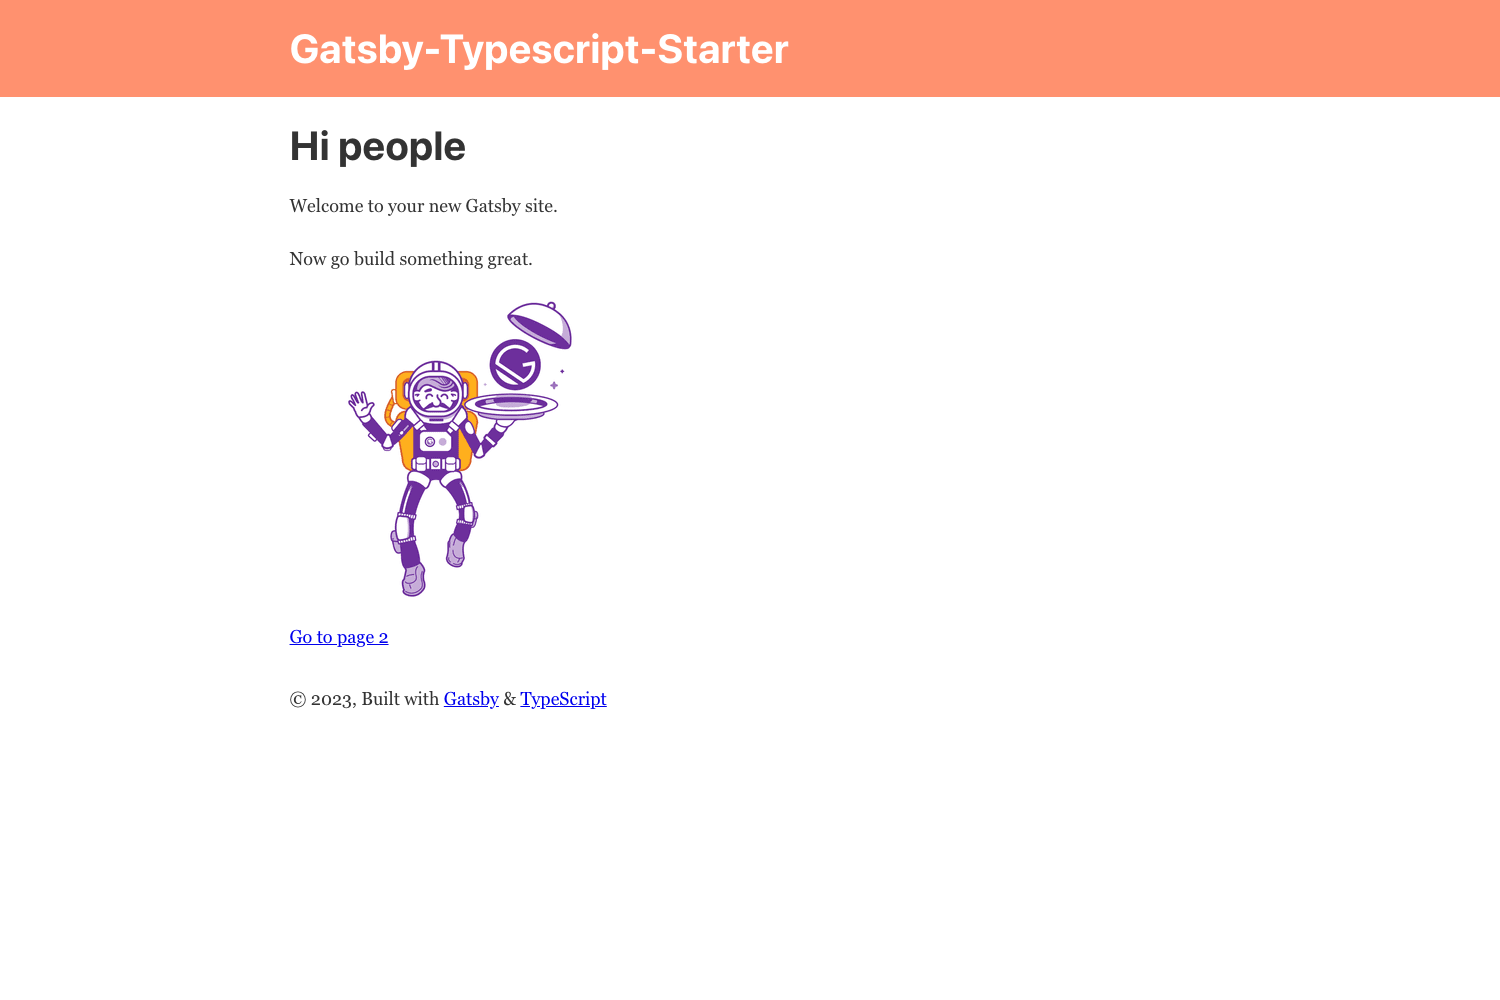 Gatsby-Typescript-Starter
Hi people
Welcome to your new Gatsby site.
Now go build something great.
Go to page 2
© 2023, Built with Gatsby & TypeScript